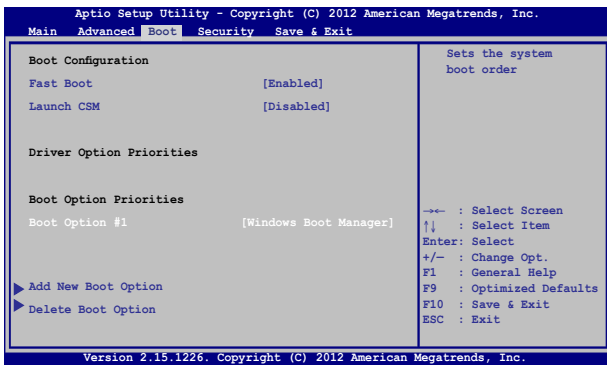 Aptio Setup Utility - Copyright (C) 2012 American Megatrends, Inc.
Main Advanced Boot Security Save & Exit
Boot Configuration
Fast Boot [Enabled]
Launch CSM [Disabled]
Driver Option Priorities
Boot Option Priorities
Boot Option #1 [Windows Boot Manager]
Add New Boot Option
Delete Boot Option
Sets the system
boot order
→← : Select Screen
↑↓ : Select Item
Enter: Select
+/— : Change Opt.
F1 : General Help
F9 : Optimized Defaults
F10 : Save & Exit
ESC : Exit
Version 2.15.1226. Copyright (C) 2012 American Megatrends, Inc.